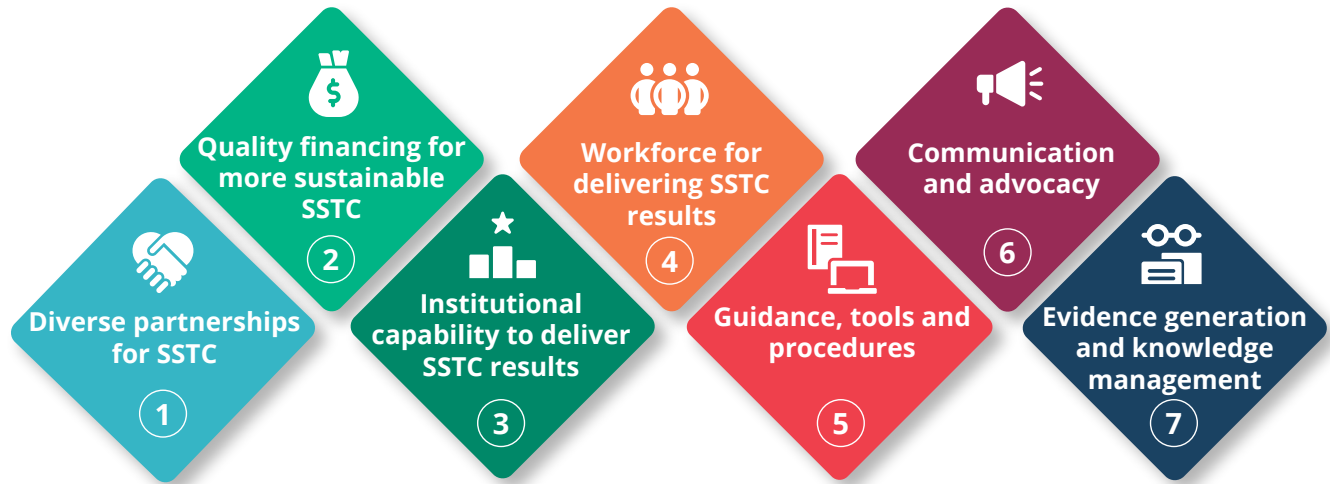 Diverse partnerships
for SSTC
1
$
Quality financing for
more sustainable
SSTC
2
Institutional
capability to deliver
SSTC results
3
Workforce for
delivering SSTC
results
4
Guidance, tools and
procedures
5
Communication
and advocacy
6
Evidence generation
and knowledge
management
7